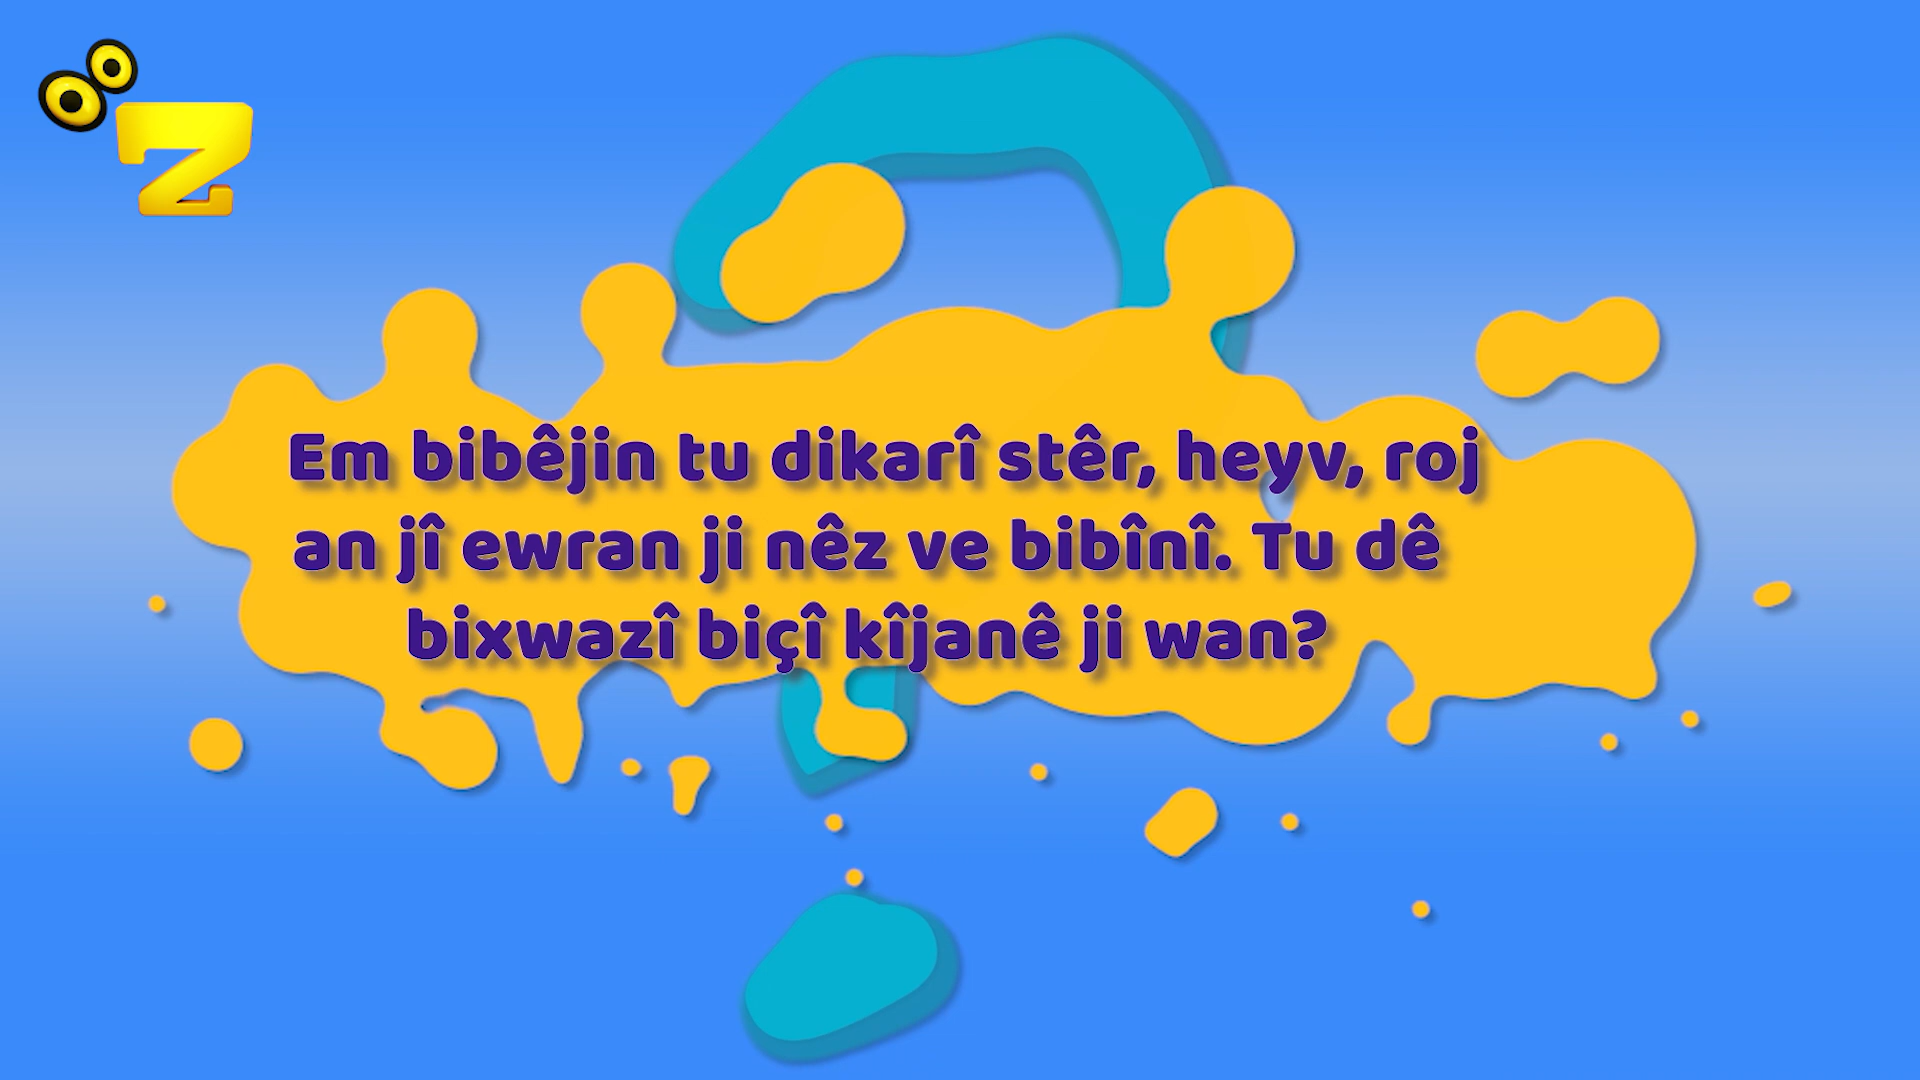 Z
Em bibêjin tu dikarî stêr, heyv, roj
an jî ewran ji nêz ve bibînî. Tu dê
bixwazî biçî kîjanê ji wan?